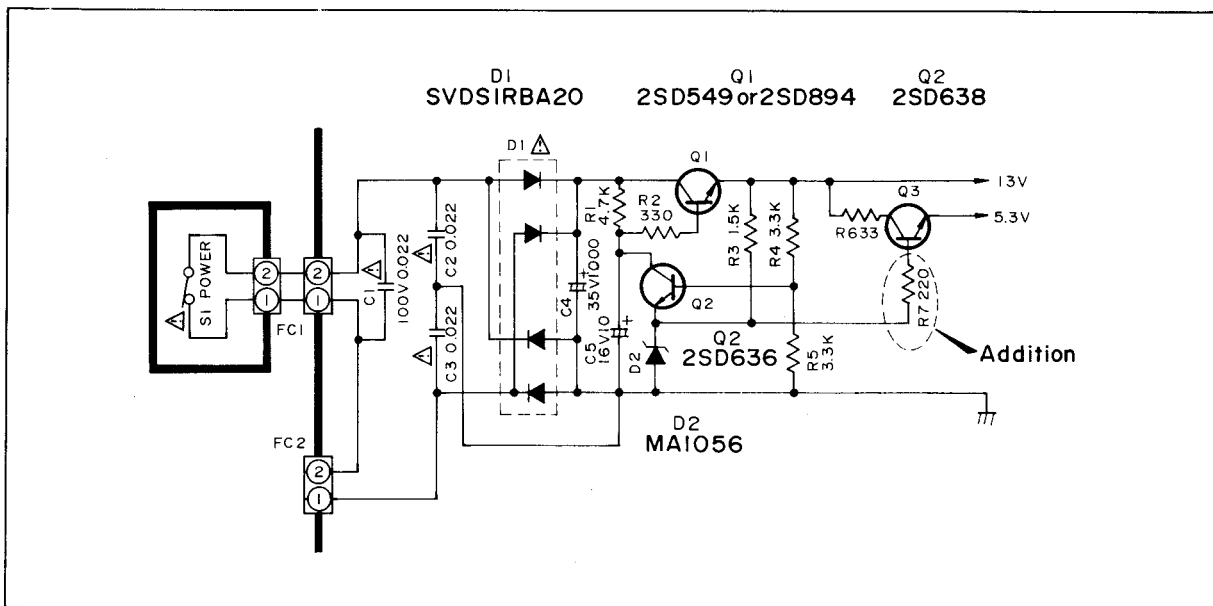 D1
SVDS1RBA20
Q1
2SD549 or 2SD894
Q2
2SD638
D1
Q1
Q3
13V
5.3V
R1
4.7K
R2
330
R3 1.5K
R4 3.3K
R633
C1
100V 0.022
C2 0.022
C3 0.022
C4
35V1000
C5
16V10
S1 POWER
2
1
2
1
FC1
Q2
R7 220
D2
Q2
2SD636
R5
3.3K
Addition
D2
MA1056
FC2
2
1